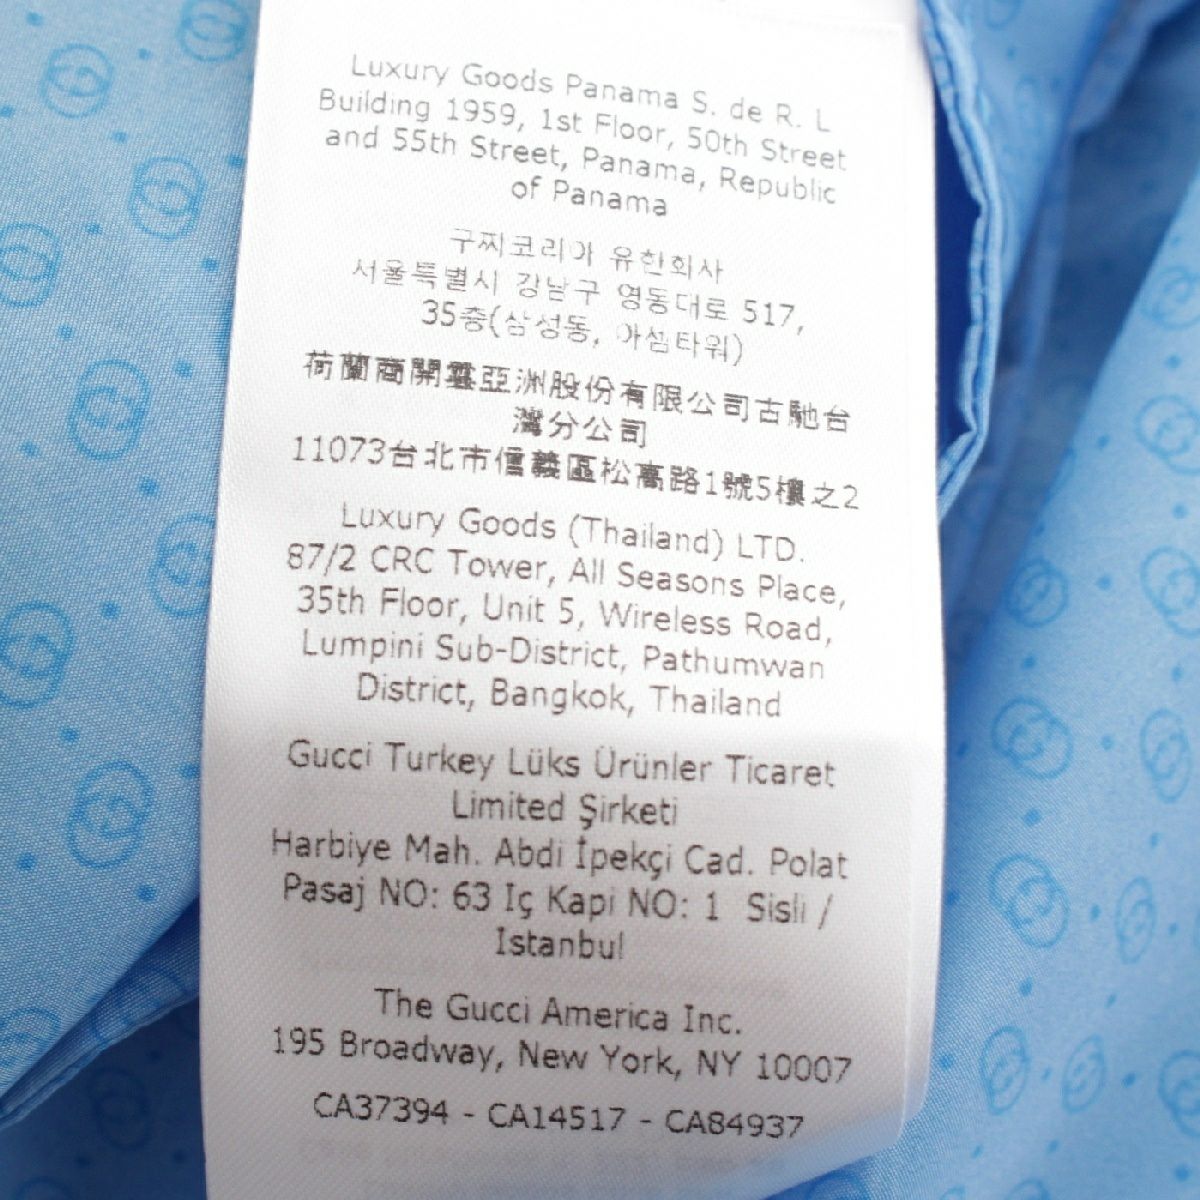 Luxury Goods Panama S. de R. L
Building 1959, 1st Floor, 50th Street
and 55th Street, Panama, Republic
of Panama
구찌코리아 유한회사
서울특별시 강남구 영동대로 517,
35층(삼성동, 아셈타워)
荷蘭商開雲亞洲股份有限公司古馳台
灣分公司
11073台北市信義區松高路1號5樓之2
Luxury Goods (Thailand) LTD.
87/2 CRC Tower, All Seasons Place,
35th Floor, Unit 5, Wireless Road,
Lumpini Sub-District, Pathumwan
District, Bangkok, Thailand
Gucci Turkey Lüks Ürünler Ticaret
Limited Şirketi
Harbiye Mah. Abdi İpekçi Cad. Polat
Pasaj NO: 63 Iç Kapi NO: 1 Sisli /
Istanbul
The Gucci America Inc.
195 Broadway, New York, NY 10007
CA37394 - CA14517 - CA84937